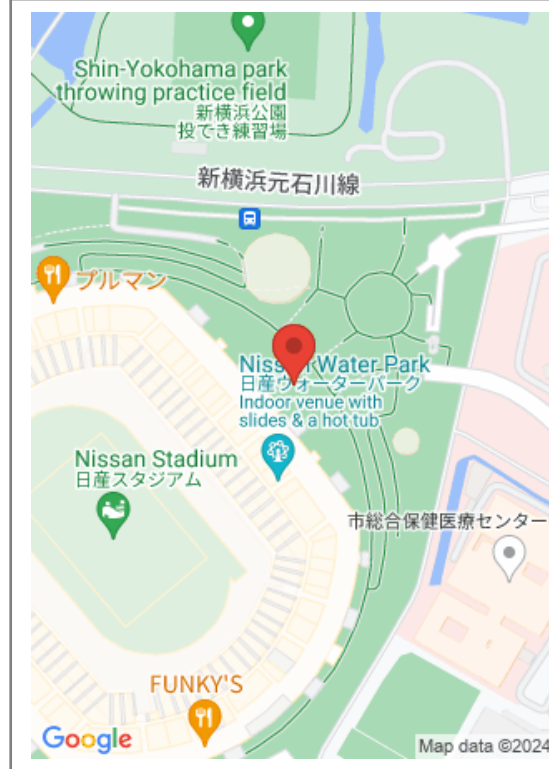 Shin-Yokohama park
throwing practice field
新横浜公園
投てき練習場
新横浜元石川線
プルマン
Nissan Water Park
日産ウォーターパーク
Indoor venue with
slides & a hot tub
Nissan Stadium
日産スタジアム
市総合保健医療センター
FUNKY'S
Google
Map data ©2024